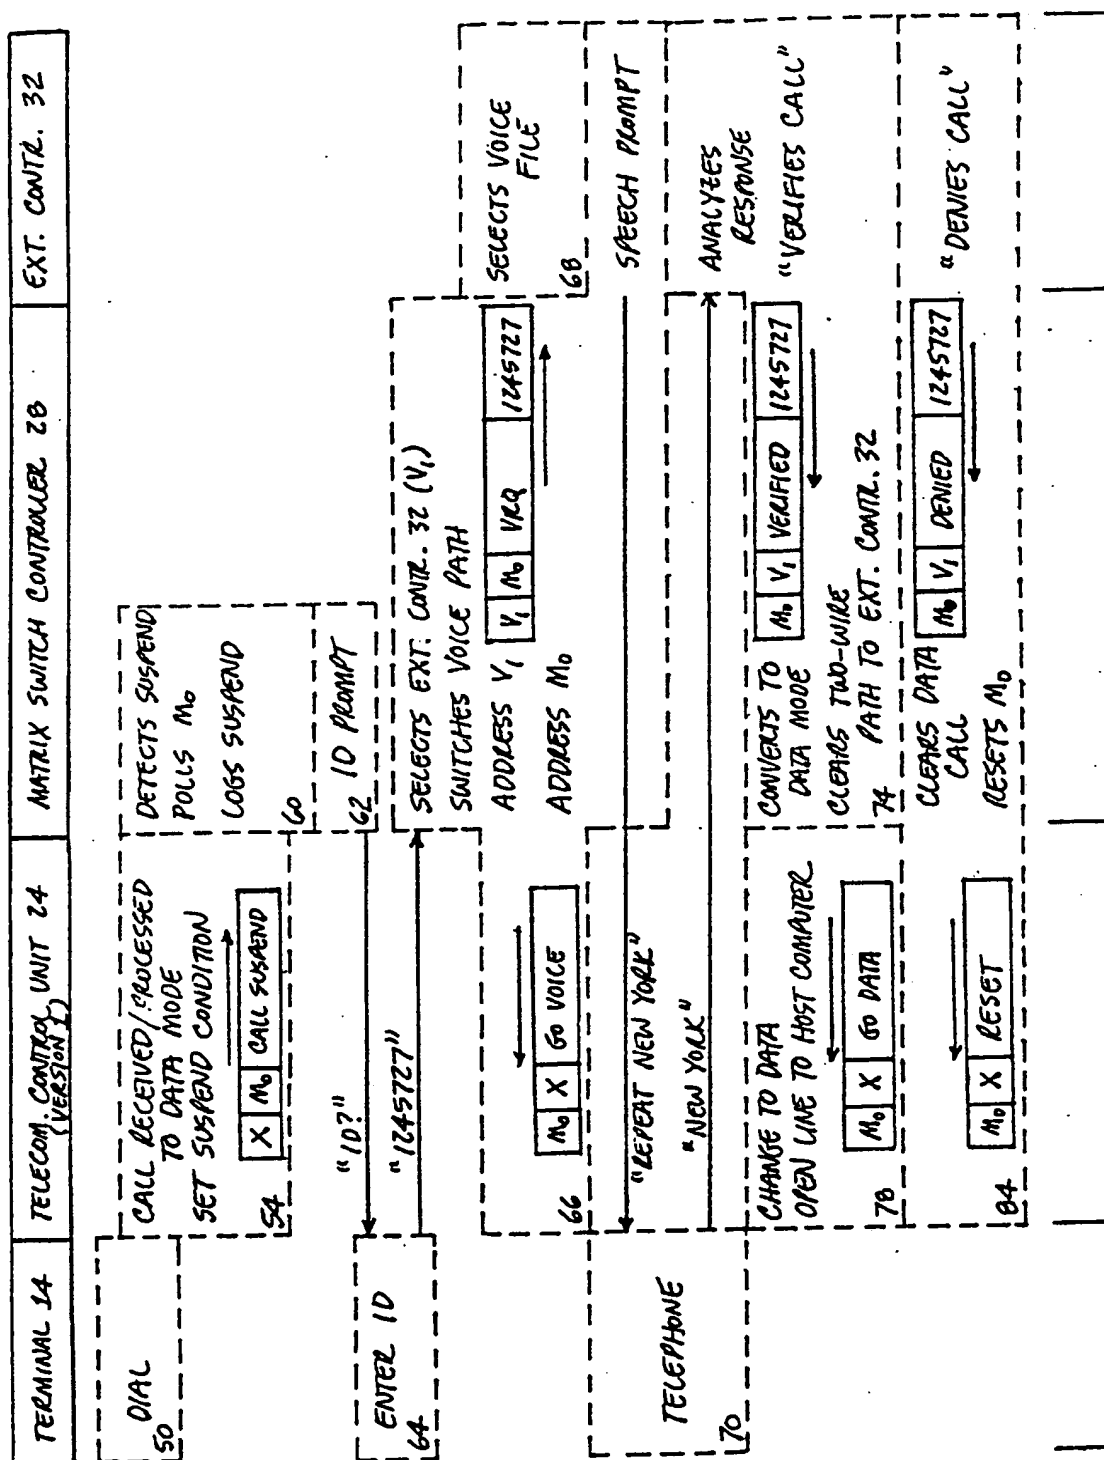 TERMINAL 14
TELECOM. CONTROL UNIT 24
(VERSION I)
MATRIX SWITCH CONTROLLER 28
EXT. CONTR. 32
DIAL
50
CALL RECEIVED/PROCESSED
TO DATA MODE
SET SUSPEND CONDITION
X M₀ CALL SUSPEND
54
DETECTS SUSPEND
POLLS M₀
LOGS SUSPEND
60
ID PROMPT
62
"ID?"
ENTER ID
64
"1245727"
SELECTS EXT. CONTR. 32 (V₁)
SWITCHES VOICE PATH
ADDRESS V₁
V₁ M₀ VRQ 1245727
ADDRESS M₀
SELECTS VOICE
FILE
68
M₀ X GO VOICE
66
SPEECH PROMPT
"REPEAT NEW YORK"
TELEPHONE
70
"NEW YORK"
ANALYZES
RESPONSE
"VERIFIES CALL"
M₀ V₁ VERIFIED 1245727
CONVERTS TO
DATA MODE
CLEARS TWO-WIRE
PATH TO EXT. CONTR. 32
74
CHANGE TO DATA
OPEN LINE TO HOST COMPUTER
M₀ X GO DATA
78
"DENIES CALL"
M₀ V₁ DENIED 1245727
CLEARS DATA
CALL
RESETS M₀
M₀ X RESET
84